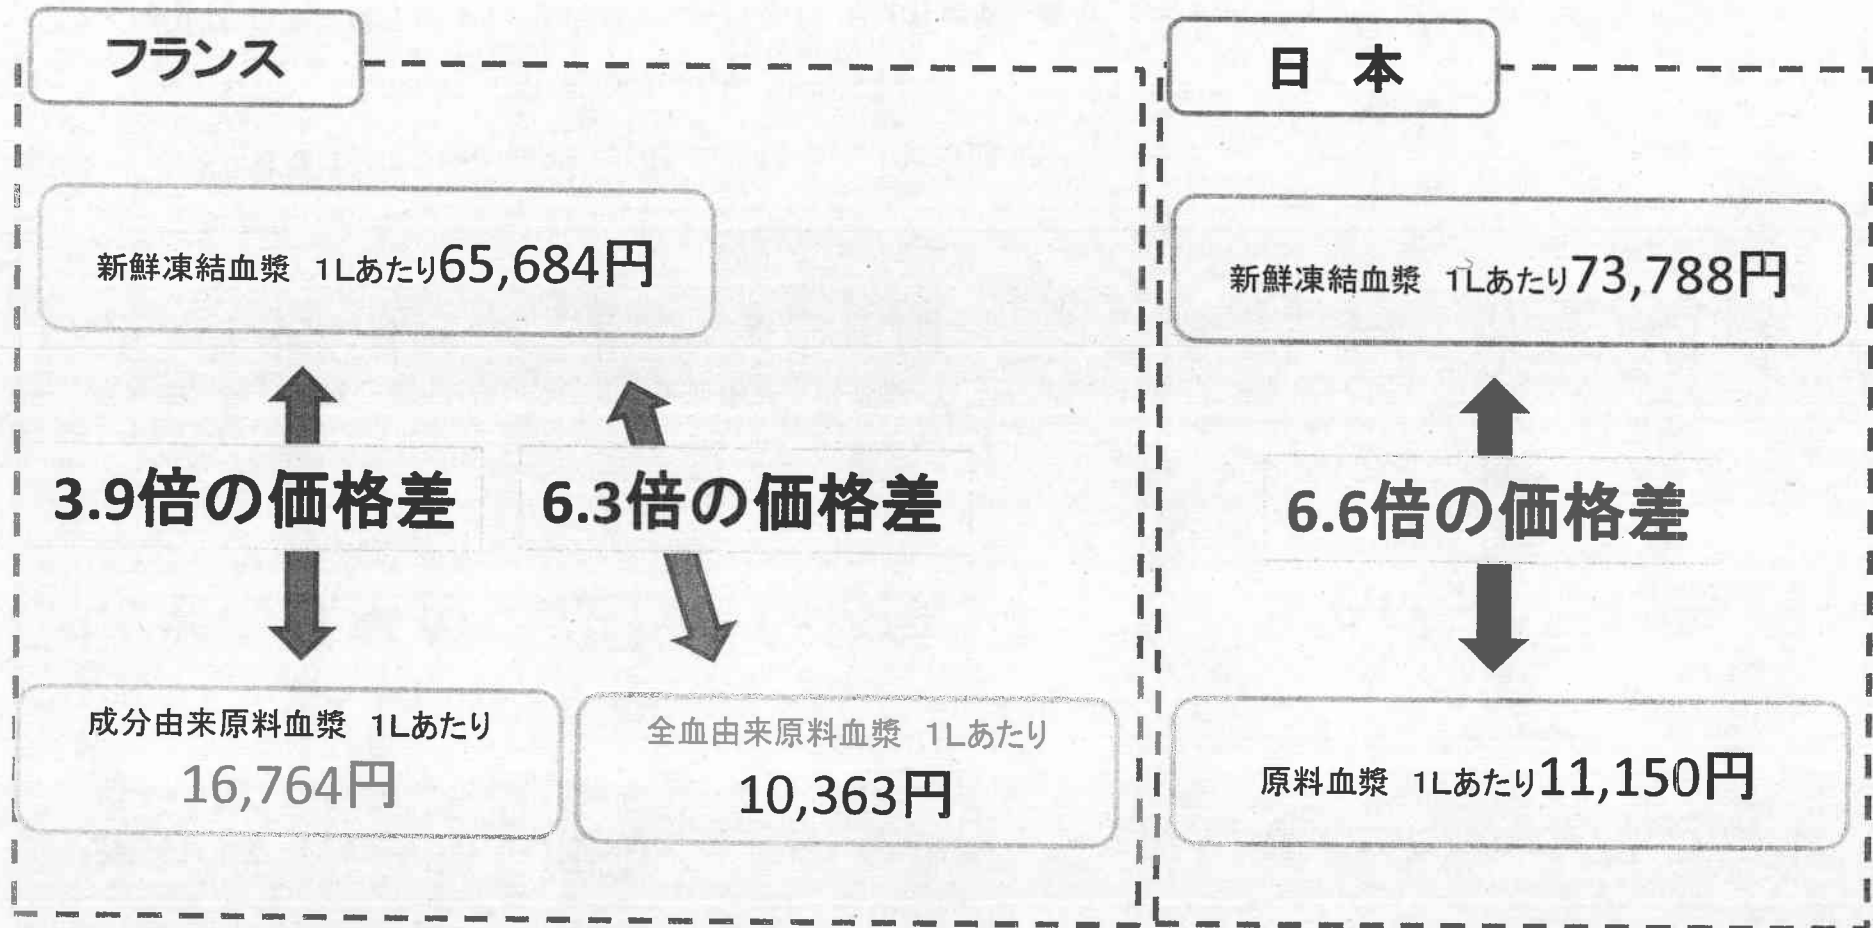 フランス
新鮮凍結血漿 1Lあたり65,684円
3.9倍の価格差
6.3倍の価格差
成分由来原料血漿 1Lあたり
16,764円
全血由来原料血漿 1Lあたり
10,363円
日 本
新鮮凍結血漿 1Lあたり73,788円
6.6倍の価格差
原料血漿 1Lあたり11,150円